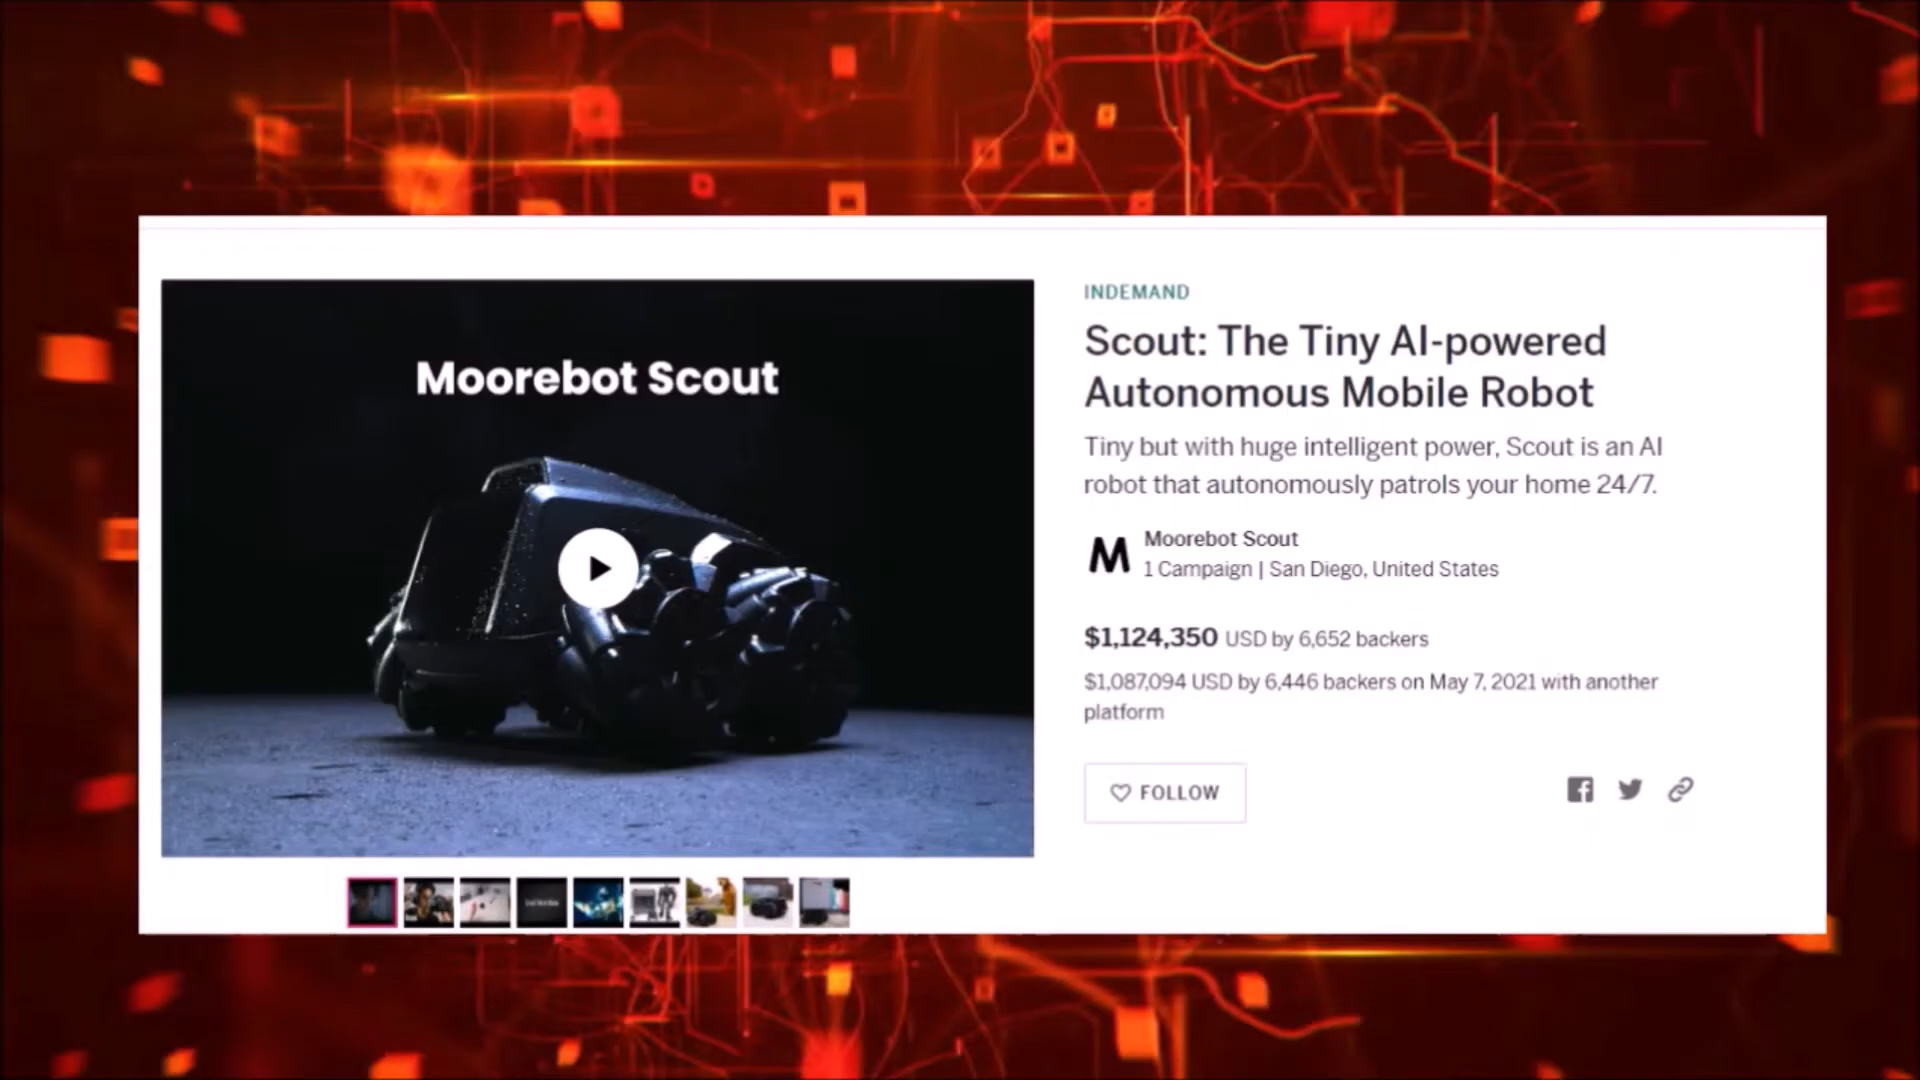 Moorebot Scout
INDEMAND
Scout: The Tiny AI-powered
Autonomous Mobile Robot
Tiny but with huge intelligent power, Scout is an AI
robot that autonomously patrols your home 24/7.
M
Moorebot Scout
1 Campaign | San Diego, United States
$1,124,350 USD by 6,652 backers
$1,087,094 USD by 6,446 backers on May 7, 2021 with another
platform
FOLLOW